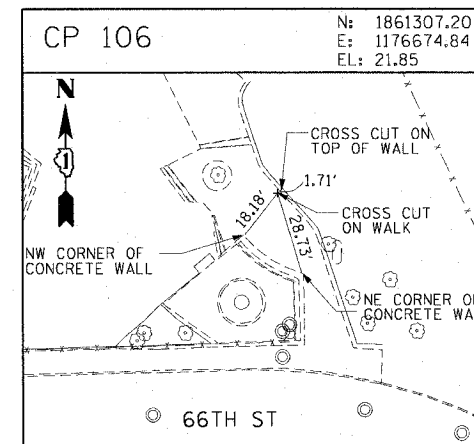 CP 106
N: 1861307.20
E: 1176674.84
EL: 21.85
N
1
CROSS CUT ON
TOP OF WALL
1.71'
CROSS CUT
ON WALK
18.18'
28.73'
NW CORNER OF
CONCRETE WALL
NE CORNER O
CONCRETE WA
66TH ST